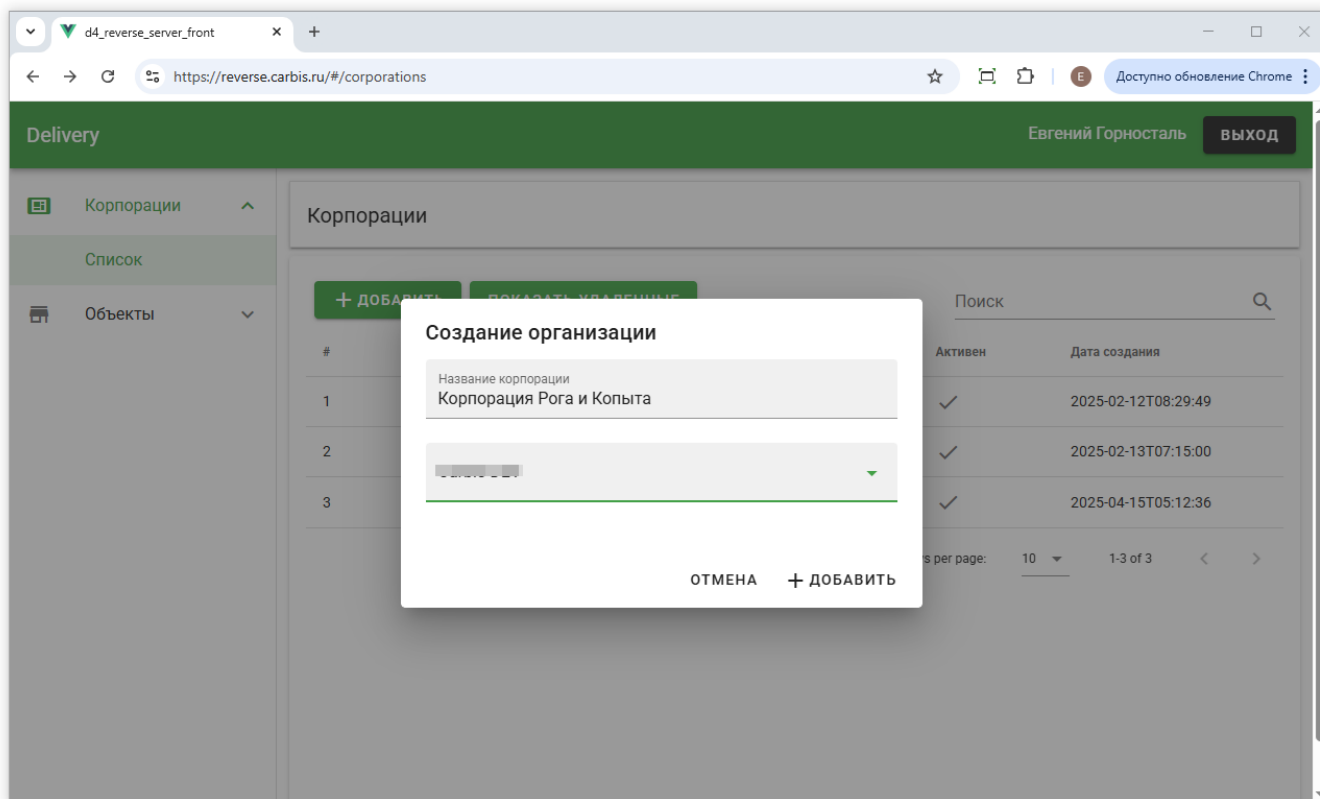 d4_reverse_server_front
https://reverse.carbis.ru/#/corporations
E
Доступно обновление Chrome
Delivery
Евгений Горносталь
ВЫХОД
Корпорации
Список
Объекты
Корпорации
ДОБАВИТЬ
ПОКАЗАТЬ УДАЛЕННЫЕ
Поиск
# Активен Дата создания
1 2025-02-12T08:29:49
2 2025-02-13T07:15:00
3 2025-04-15T05:12:36
per page: 10 1-3 of 3
Создание организации
Название корпорации
Корпорация Рога и Копыта
ОТМЕНА
ДОБАВИТЬ